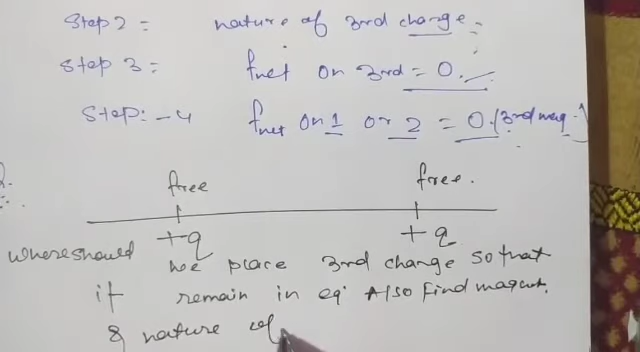 Step 2 = nature of 3rd change.
Step 3 = fnet on 3rd = 0.
Step: - 4 fnet on 1 or 2 = 0. (3rd mag.)
free free.
+q +q
where should we place 3rd change so that
it remain in eqᵇ. Also find magnt.
& nature of